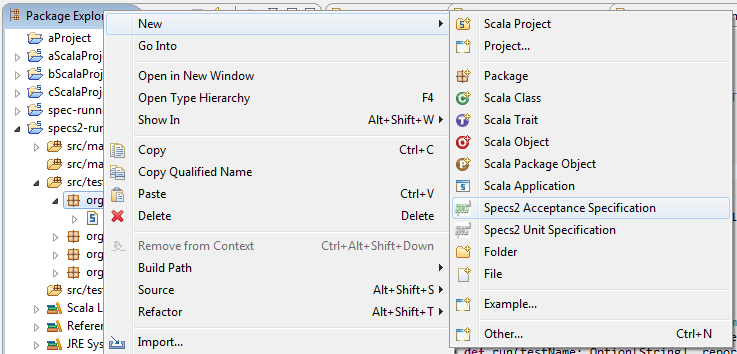 Package Explo
aProject
aScalaProj
bScalaProj
cScalaProj
spec-runne
specs2-run
src/ma
src/ma
src/test
org
org
org
org
src/tes
Scala L
Referen
JRE Sys
New
Go Into
Open in New Window
Open Type Hierarchy F4
Show In Alt+Shift+W
Copy Ctrl+C
Copy Qualified Name
Paste Ctrl+V
Delete Delete
Remove from Context Ctrl+Alt+Shift+Down
Build Path
Source Alt+Shift+S
Refactor Alt+Shift+T
Import...
Scala Project
Project...
Package
Scala Class
Scala Trait
Scala Object
Scala Package Object
Scala Application
Specs2 Acceptance Specification
Specs2 Unit Specification
Folder
File
Example...
Other... Ctrl+N
def run(testName: Option[String], repor